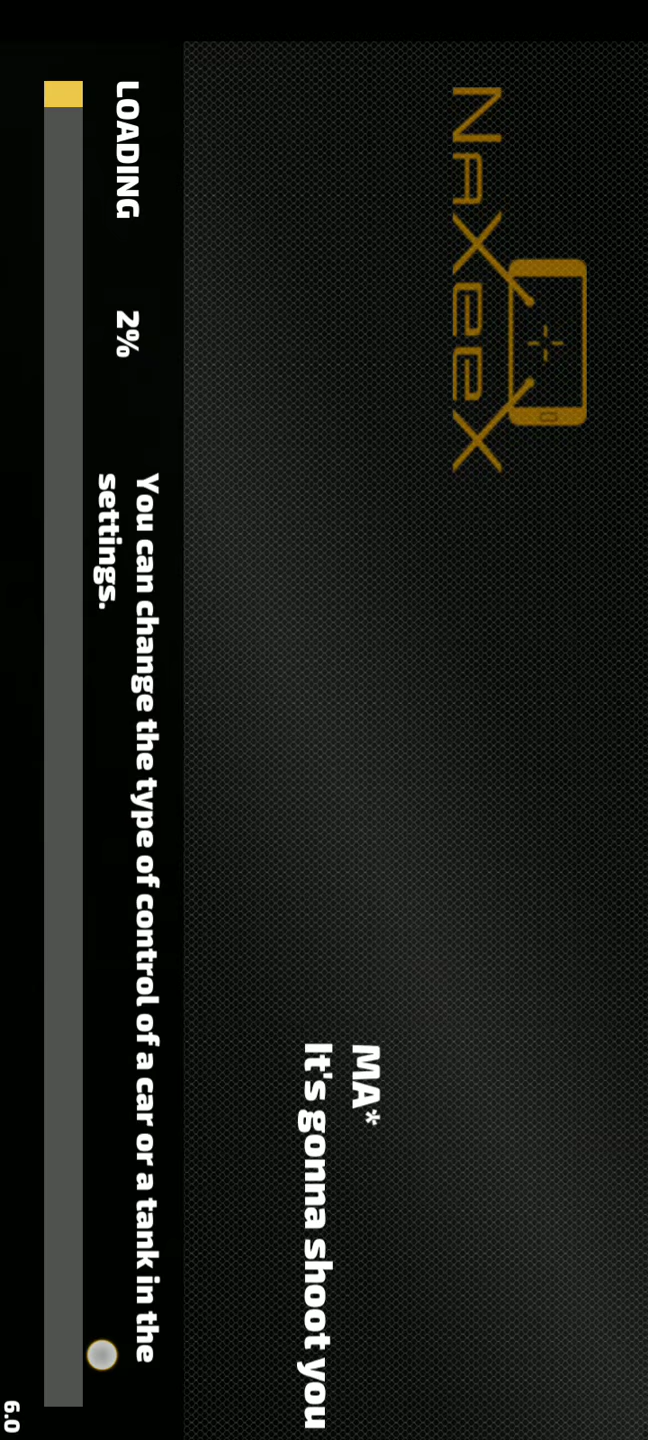 NAXEEX
MA*
It's gonna shoot you
LOADING 2%
You can change the type of control of a car or a tank in the
settings.
6.0